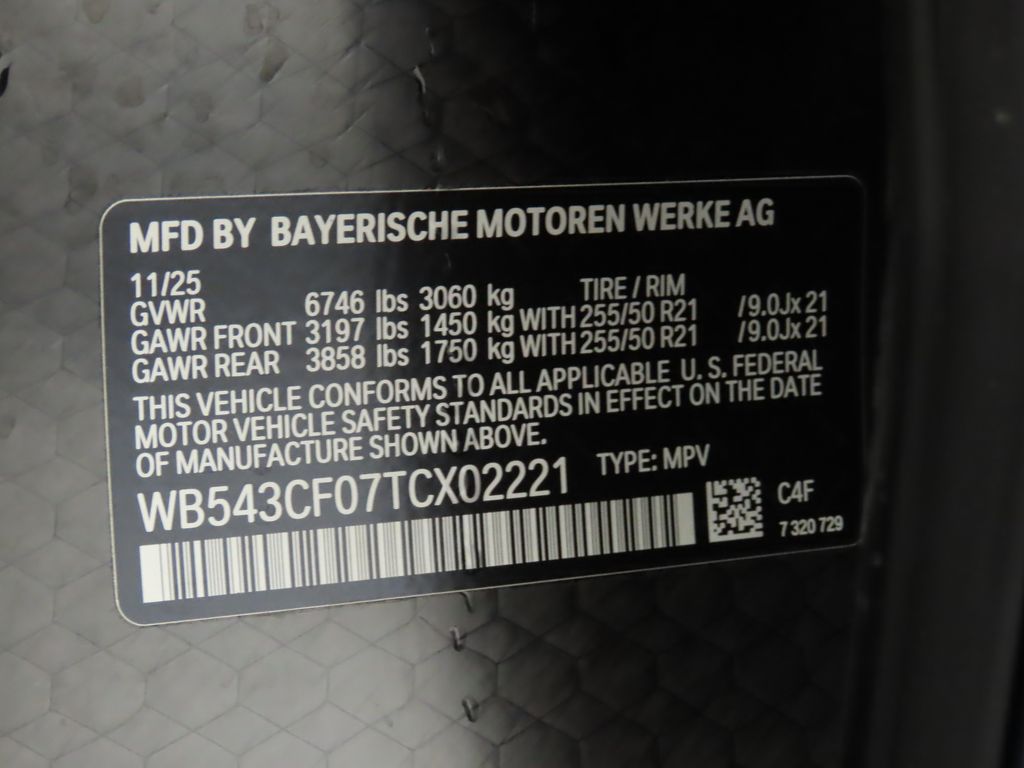 MFD BY BAYERISCHE MOTOREN WERKE AG
11/25 TIRE / RIM
GVWR 6746 lbs 3060 kg
GAWR FRONT 3197 lbs 1450 kg WITH 255/50 R21 /9.0Jx 21
GAWR REAR 3858 lbs 1750 kg WITH 255/50 R21 /9.0Jx 21
THIS VEHICLE CONFORMS TO ALL APPLICABLE U.S. FEDERAL
MOTOR VEHICLE SAFETY STANDARDS IN EFFECT ON THE DATE
OF MANUFACTURE SHOWN ABOVE.
WB543CF07TCX02221 TYPE: MPV
C4F
7 320 729